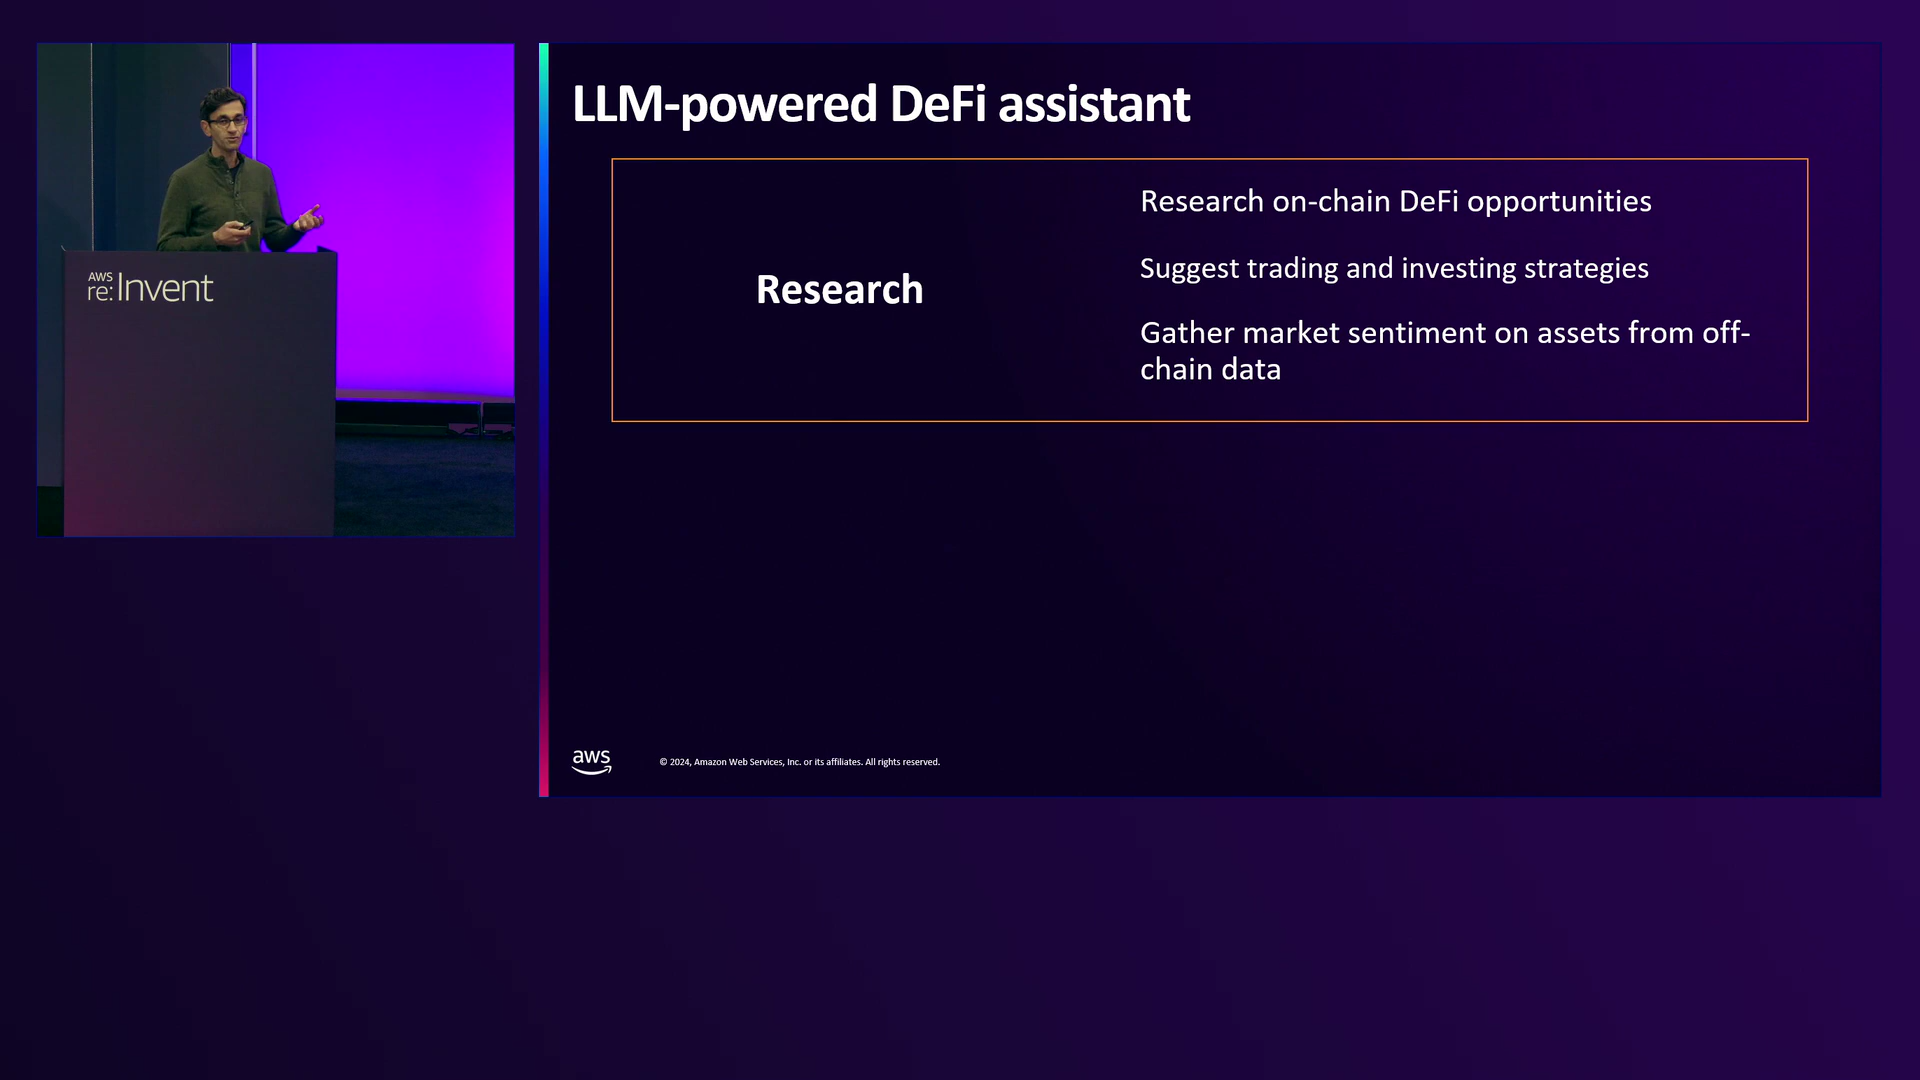 AWS
re:Invent
LLM-powered DeFi assistant
Research
Research on-chain DeFi opportunities
Suggest trading and investing strategies
Gather market sentiment on assets from off-
chain data
aws
© 2024, Amazon Web Services, Inc. or its affiliates. All rights reserved.